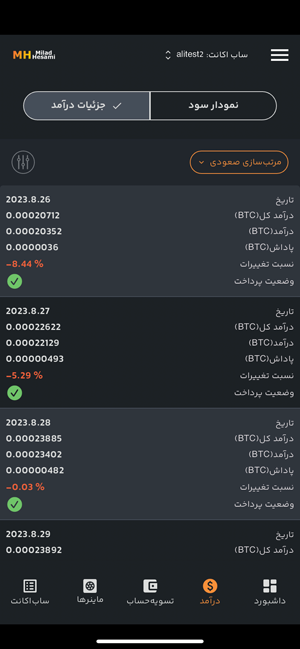 MH Milad Hesami
ساب اکانت: alitest2
نمودار سود
جزئیات درآمد
مرتب‌سازی صعودی
تاریخ 2023.8.26
درآمد کل(BTC) 0.00020712
درآمد(BTC) 0.00020352
پاداش(BTC) 0.0000036
نسبت تغییرات -8.44 %
وضعیت پرداخت
تاریخ 2023.8.27
درآمد کل(BTC) 0.00022622
درآمد(BTC) 0.00022129
پاداش(BTC) 0.00000493
نسبت تغییرات -5.29 %
وضعیت پرداخت
تاریخ 2023.8.28
درآمد کل(BTC) 0.00023885
درآمد(BTC) 0.00023402
پاداش(BTC) 0.00000482
نسبت تغییرات -0.03 %
وضعیت پرداخت
تاریخ 2023.8.29
درآمد کل(BTC) 0.00023892
داشبورد درآمد تسویه‌حساب ماینرها ساب‌اکانت